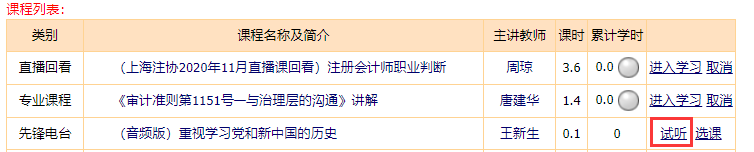 课程列表：
类别 课程名称及简介 主讲教师 课时 累计学时
直播回看 （上海注协2020年11月直播课回看）注册会计师职业判断 周琼 3.6 0.0 进入学习 取消
专业课程 《审计准则第1151号—与治理层的沟通》讲解 唐建华 1.4 0.0 进入学习 取消
先锋电台 （音频版）重视学习党和新中国的历史 王新生 0.1 0 试听 选课